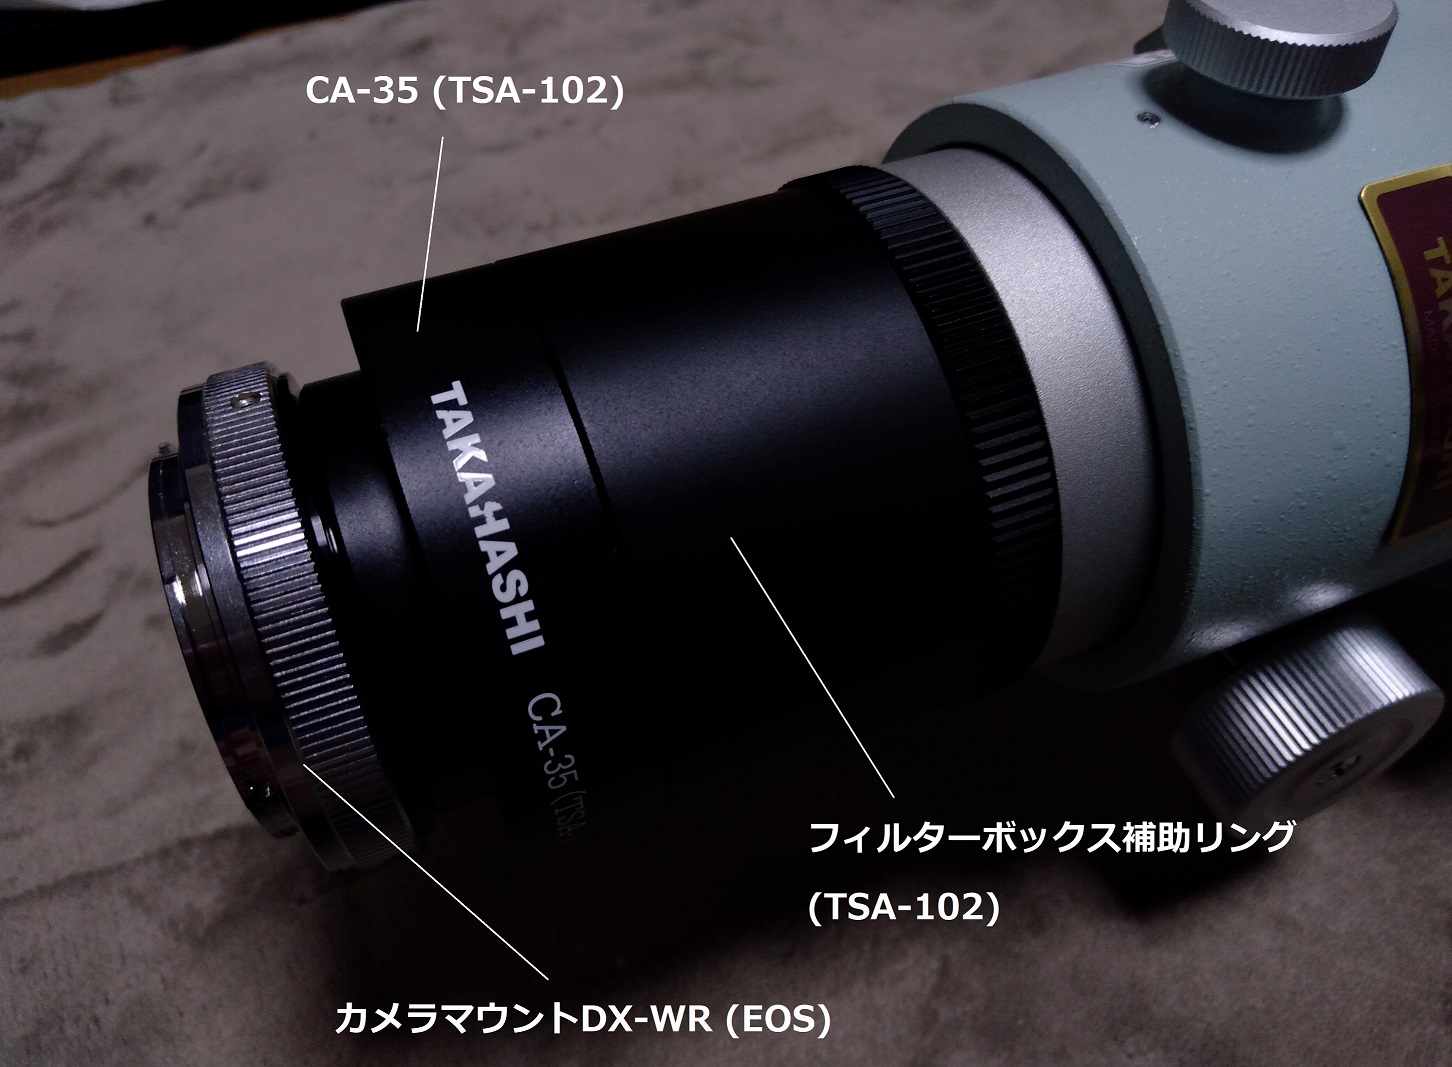 CA-35 (TSA-102)
TAKAHASHI
CA-35 (TSA-
フィルターボックス補助リング
(TSA-102)
カメラマウントDX-WR (EOS)